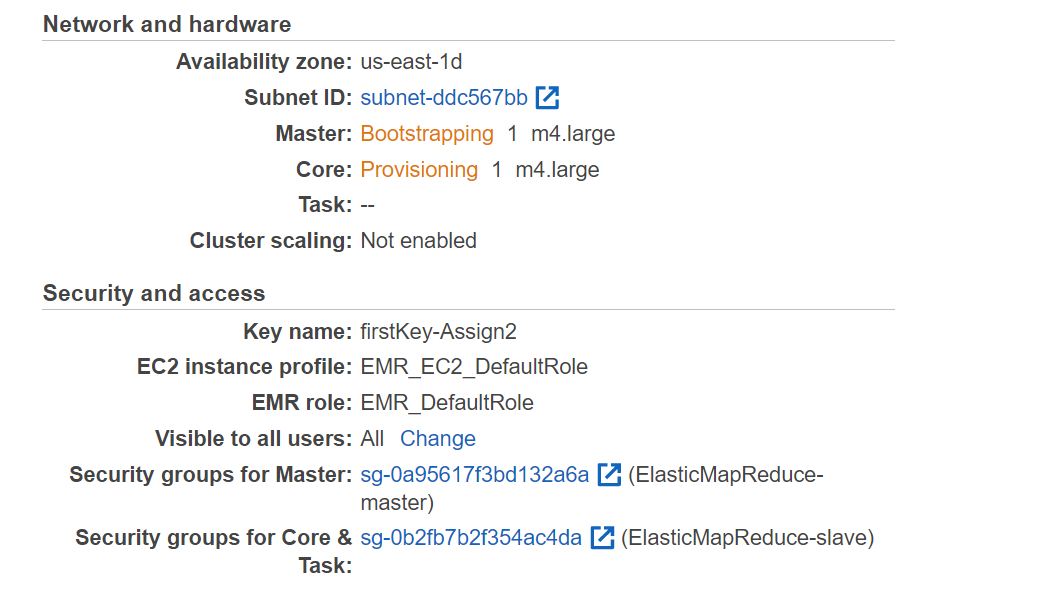 Network and hardware
Availability zone: us-east-1d
Subnet ID: subnet-ddc567bb
Master: Bootstrapping 1 m4.large
Core: Provisioning 1 m4.large
Task: --
Cluster scaling: Not enabled
Security and access
Key name: firstKey-Assign2
EC2 instance profile: EMR_EC2_DefaultRole
EMR role: EMR_DefaultRole
Visible to all users: All Change
Security groups for Master: sg-0a95617f3bd132a6a (ElasticMapReduce-
master)
Security groups for Core & sg-0b2fb7b2f354ac4da (ElasticMapReduce-slave)
Task: